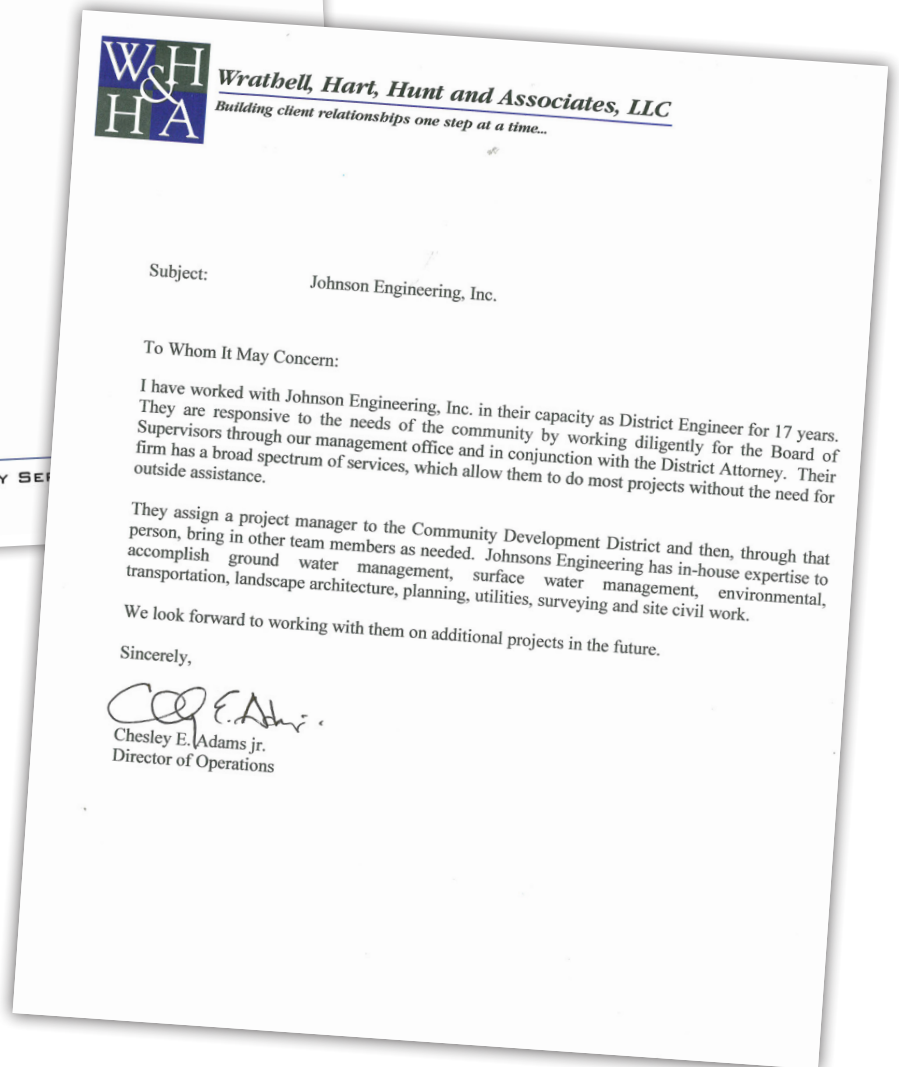 W H
&
H A
Wrathell, Hart, Hunt and Associates, LLC
Building client relationships one step at a time...
Subject: Johnson Engineering, Inc.
To Whom It May Concern:
I have worked with Johnson Engineering, Inc. in their capacity as District Engineer for 17 years.
They are responsive to the needs of the community by working diligently for the Board of
Supervisors through our management office and in conjunction with the District Attorney. Their
firm has a broad spectrum of services, which allow them to do most projects without the need for
outside assistance.
They assign a project manager to the Community Development District and then, through that
person, bring in other team members as needed. Johnsons Engineering has in-house expertise to
accomplish ground water management, surface water management, environmental,
transportation, landscape architecture, planning, utilities, surveying and site civil work.
We look forward to working with them on additional projects in the future.
Sincerely,
Chesley E. Adams jr.
Director of Operations